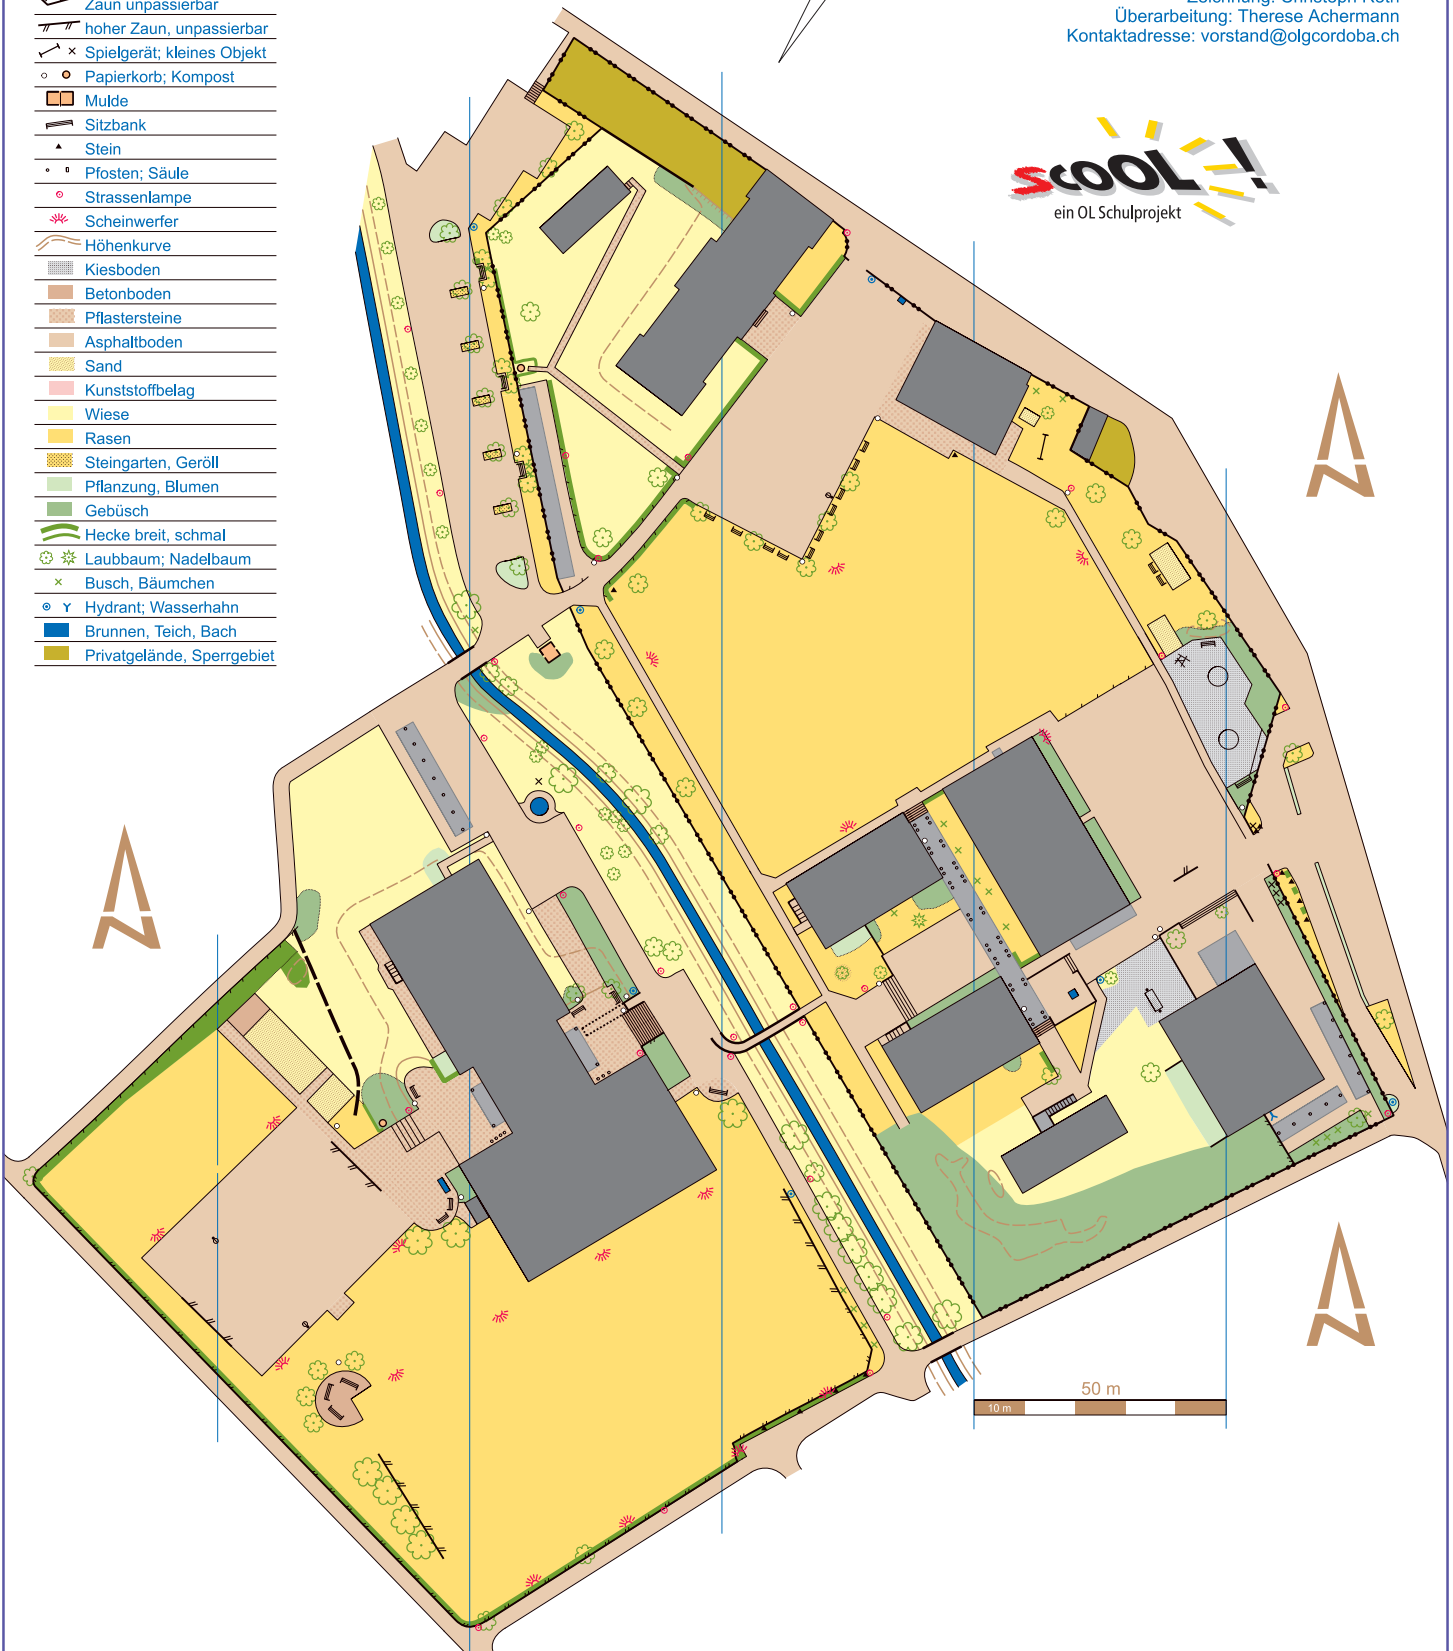 Zaun unpassierbar
hoher Zaun, unpassierbar
Spielgerät; kleines Objekt
Papierkorb; Kompost
Mulde
Sitzbank
Stein
Pfosten; Säule
Strassenlampe
Scheinwerfer
Höhenkurve
Kiesboden
Betonboden
Pflastersteine
Asphaltboden
Sand
Kunststoffbelag
Wiese
Rasen
Steingarten, Geröll
Pflanzung, Blumen
Gebüsch
Hecke breit, schmal
Laubbaum; Nadelbaum
Busch, Bäumchen
Hydrant; Wasserhahn
Brunnen, Teich, Bach
Privatgelände, Sperrgebiet
Zeichnung: Christoph Roth
Überarbeitung: Therese Achermann
Kontaktadresse: vorstand@olgcordoba.ch
sCOOL!
ein OL Schulprojekt
N
N
N
50 m
10 m